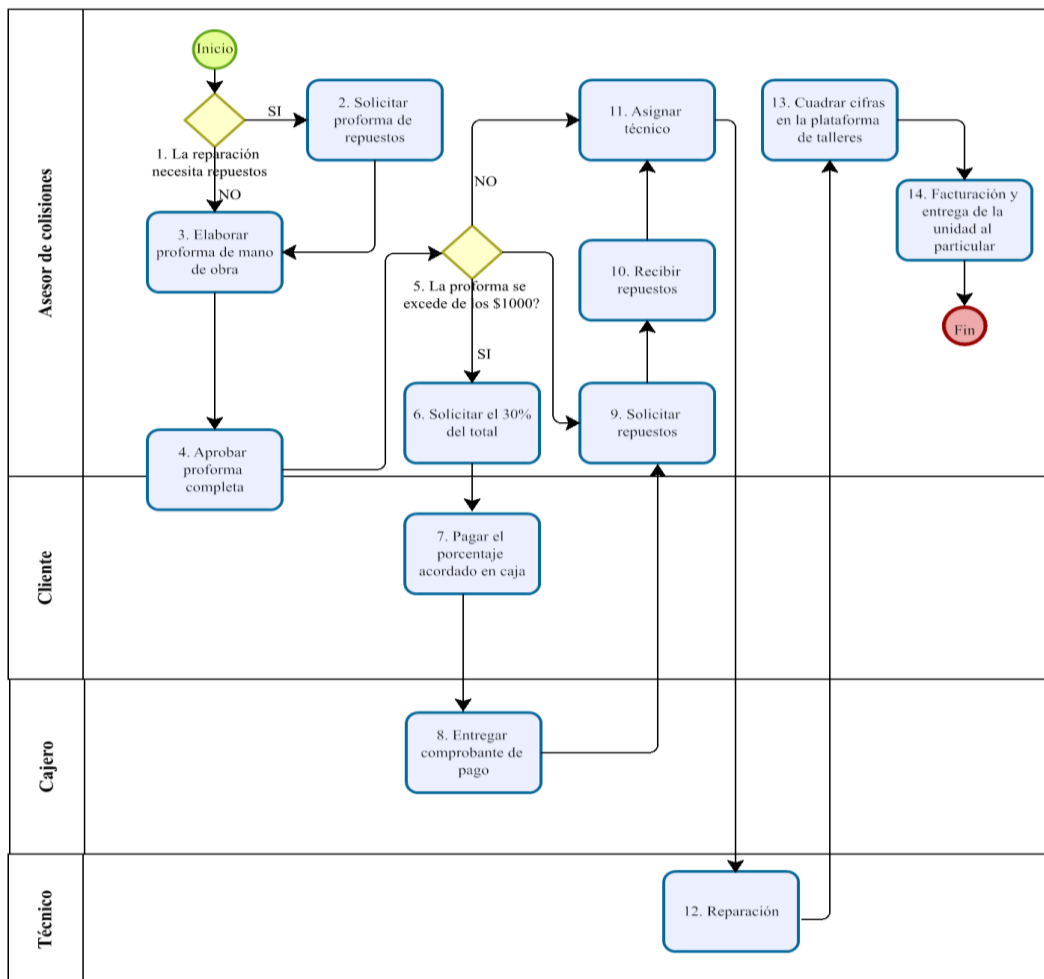 Asesor de colisiones
Inicio
SI
1. La reparación
necesita repuestos
NO
2. Solicitar
proforma de
repuestos
3. Elaborar
proforma de mano
de obra
4. Aprobar
proforma
completa
NO
5. La proforma se
excede de los $1000?
SI
6. Solicitar el 30%
del total
11. Asignar
técnico
10. Recibir
repuestos
9. Solicitar
repuestos
13. Cuadrar cifras
en la plataforma
de talleres
14. Facturación y
entrega de la
unidad al
particular
Fin
Cliente
7. Pagar el
porcentaje
acordado en caja
Cajero
8. Entregar
comprobante de
pago
Técnico
12. Reparación